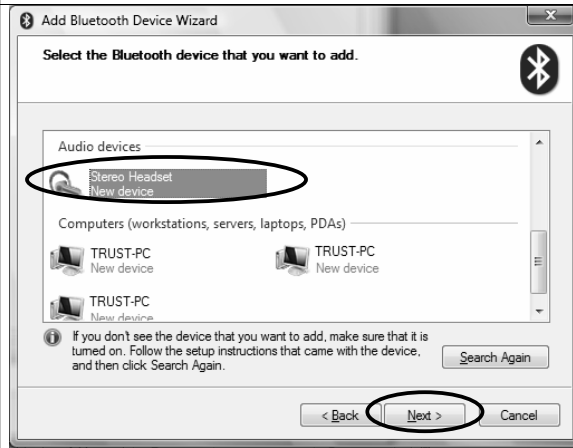 Add Bluetooth Device Wizard
Select the Bluetooth device that you want to add.
Audio devices
Stereo Headset
New device
Computers (workstations, servers, laptops, PDAs)
TRUST-PC
New device
TRUST-PC
New device
TRUST-PC
New device
If you don't see the device that you want to add, make sure that it is
turned on. Follow the setup instructions that came with the device,
and then click Search Again.
Search Again
< Back
Next >
Cancel